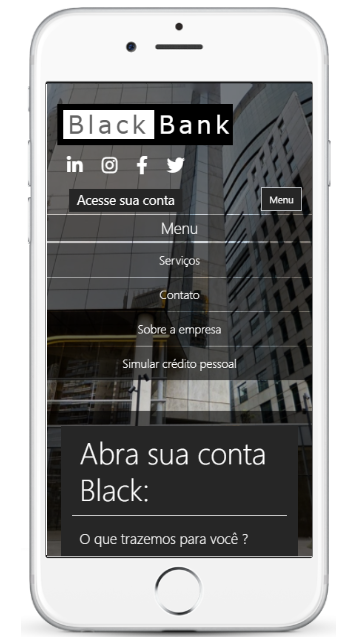 Black Bank
Acesse sua conta
Menu
Menu
Serviços
Contato
Sobre a empresa
Simular crédito pessoal
Abra sua conta
Black:
O que trazemos para você ?